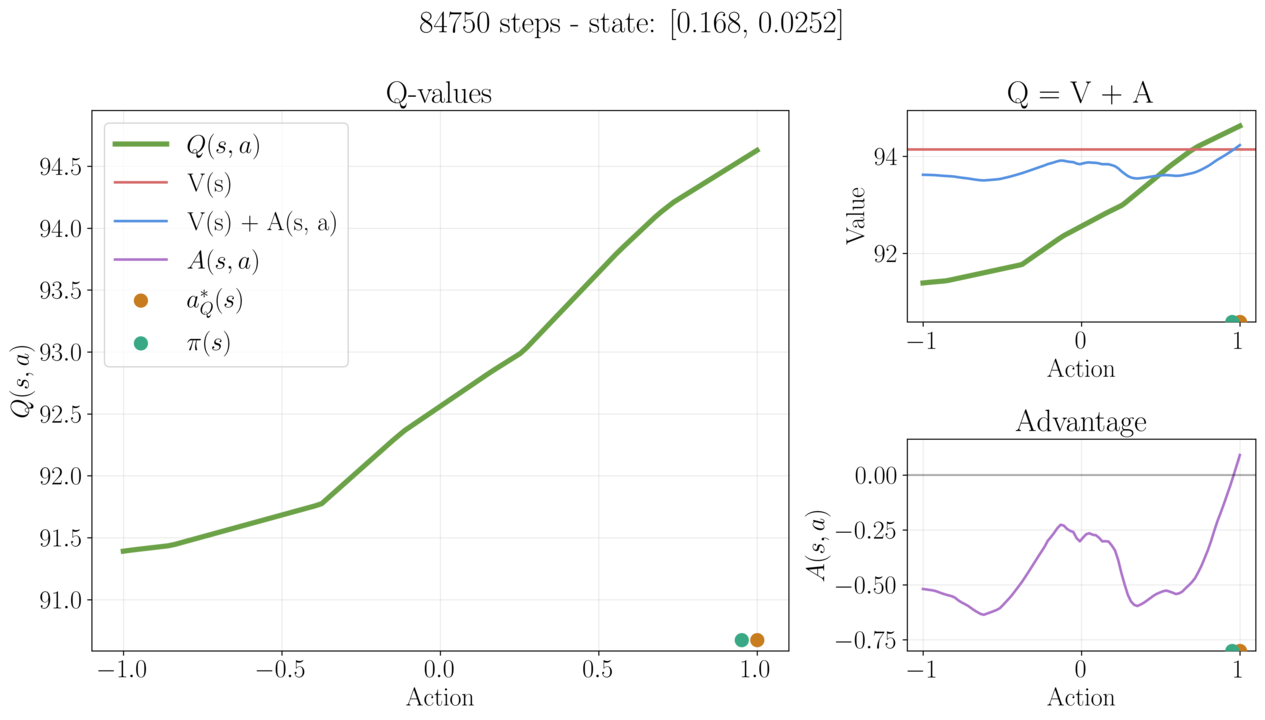 84750 steps - state: [0.168, 0.0252]
Q-values
Q(s, a)
V(s)
V(s) + A(s, a)
A(s, a)
a*Q(s)
π(s)
Q(s, a)
94.5
94.0
93.5
93.0
92.5
92.0
91.5
91.0
−1.0
−0.5
0.0
0.5
1.0
Action
Q = V + A
Value
94
92
−1
0
1
Action
Advantage
A(s, a)
0.00
−0.25
−0.50
−0.75
−1
0
1
Action